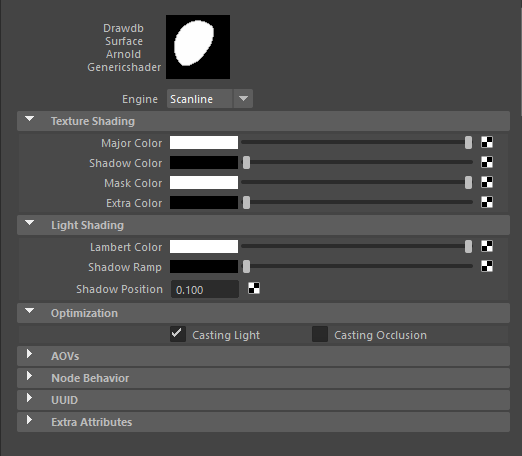 Drawdb
Surface
Arnold
Genericshader
Engine Scanline
Texture Shading
Major Color
Shadow Color
Mask Color
Extra Color
Light Shading
Lambert Color
Shadow Ramp
Shadow Position 0.100
Optimization
Casting Light Casting Occlusion
AOVs
Node Behavior
UUID
Extra Attributes